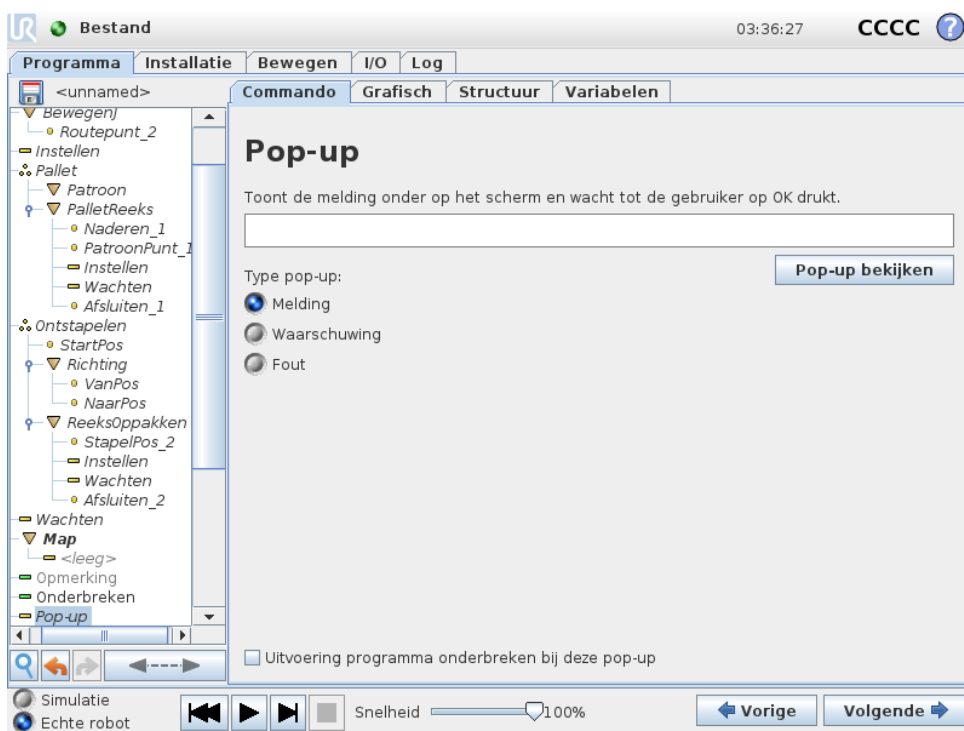 UR Bestand 03:36:27 CCCC ?
Programma Installatie Bewegen I/O Log
<unnamed>
Commando Grafisch Structuur Variabelen
BewegenJ
Routepunt_2
Instellen
Pallet
Patroon
PalletReeks
Naderen_1
PatroonPunt_1
Instellen
Wachten
Afsluiten_1
Ontstapelen
StartPos
Richting
VanPos
NaarPos
ReeksOppakken
StapelPos_2
Instellen
Wachten
Afsluiten_2
Wachten
Map
<leeg>
Opmerking
Onderbreken
Pop-up
Pop-up
Toont de melding onder op het scherm en wacht tot de gebruiker op OK drukt.
Pop-up bekijken
Type pop-up:
Melding
Waarschuwing
Fout
Uitvoering programma onderbreken bij deze pop-up
Simulatie
Echte robot
Snelheid 100%
Vorige Volgende